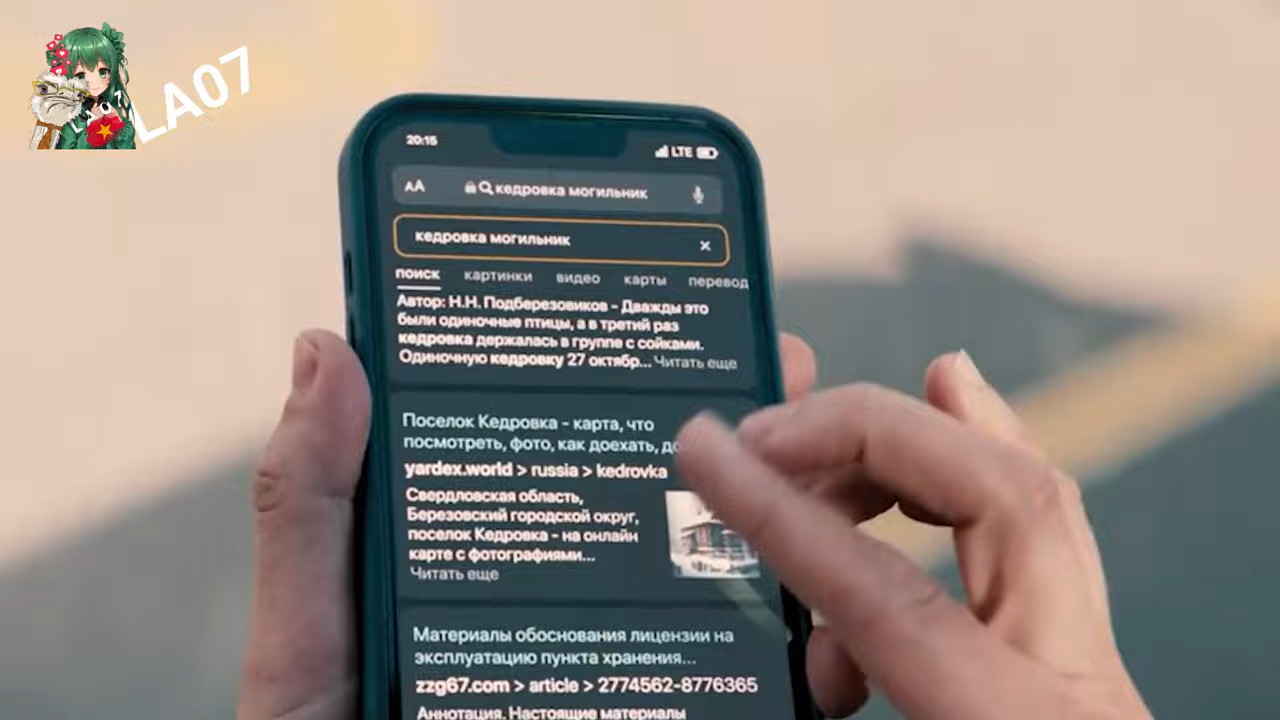 LA07
LA07
20:15
LTE
AA
кедровка могильник
кедровка могильник
поиск картинки видео карты перевод
Автор: Н.Н. Подберезовиков - Дважды это
были одиночные птицы, а в третий раз
кедровка держалась в группе с сойками.
Одиночную кедровку 27 октябр... Читать еще
Поселок Кедровка - карта, что
посмотреть, фото, как доехать,
yardex.world > russia > kedrovka
Свердловская область,
Березовский городской округ,
поселок Кедровка - на онлайн
карте с фотографиями...
Читать еще
Материалы обоснования лицензии на
эксплуатацию пункта хранения...
zzg67.com > article > 2774562-8776365
Аннотация. Настоящие материалы